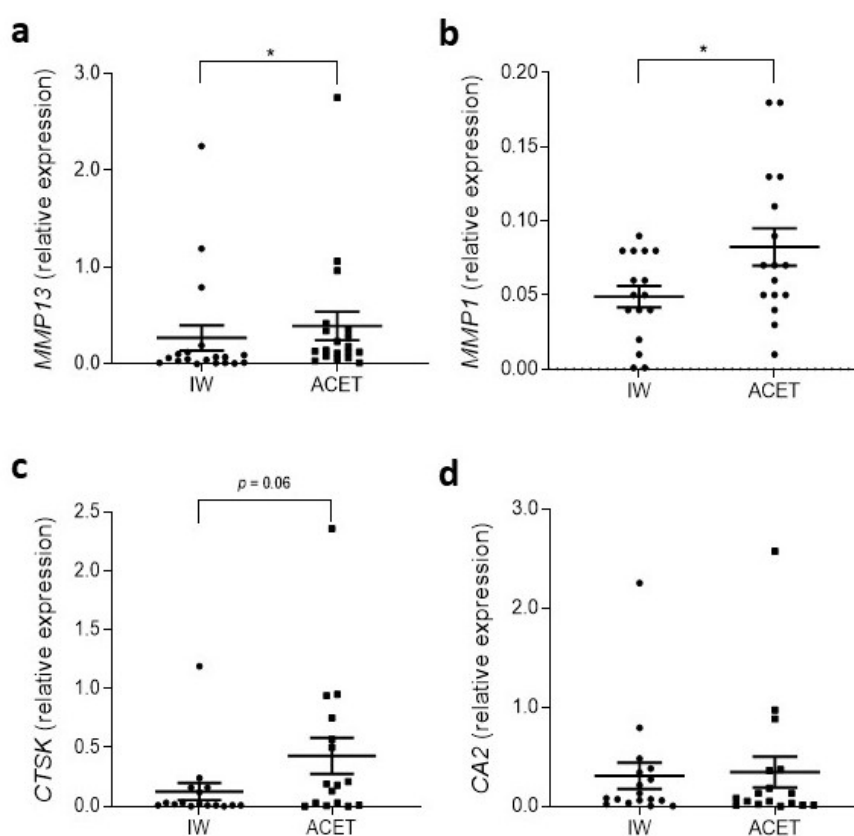 a
*
3.0
2.0
1.0
0.0
MMP13 (relative expression)
IW
ACET
b
*
0.20
0.15
0.10
0.05
0.00
MMP1 (relative expression)
IW
ACET
c
p = 0.06
2.5
2.0
1.5
1.0
0.5
0.0
CTSK (relative expression)
IW
ACET
d
3.0
2.0
1.0
0.0
CA2 (relative expression)
IW
ACET